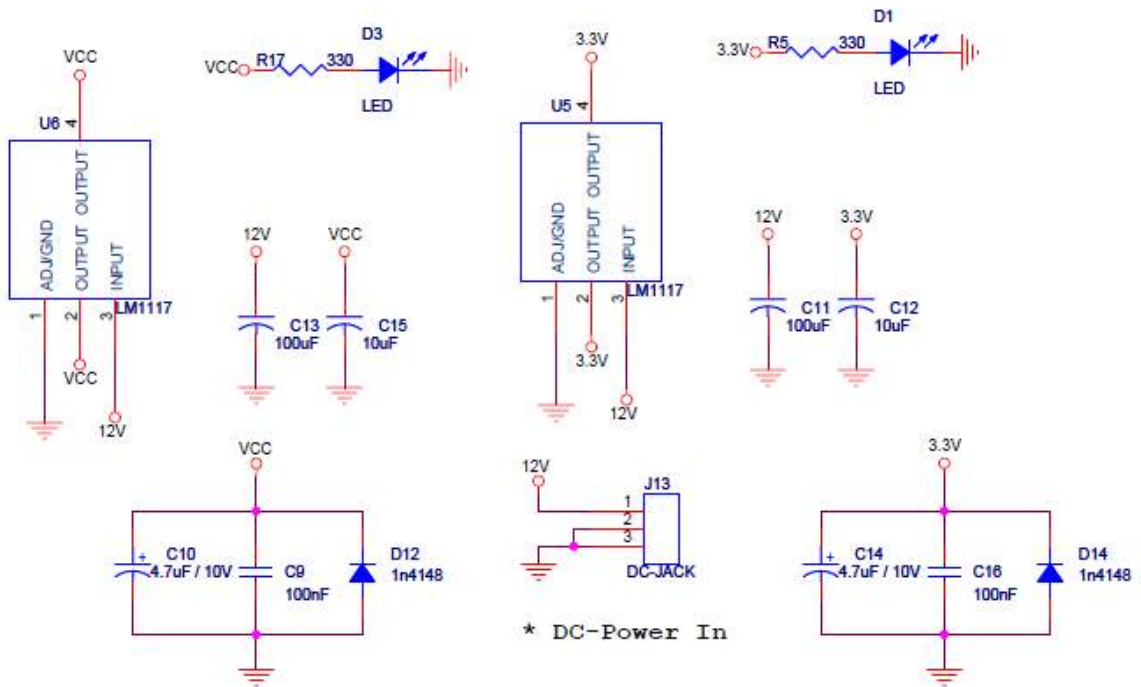 VCC
U6
4
ADJ/GND
OUTPUT OUTPUT
INPUT
1
2
3
LM1117
VCC
12V
VCC
R17
330
D3
LED
12V
C13
100uF
VCC
C15
10uF
3.3V
U5
4
ADJ/GND
OUTPUT OUTPUT
INPUT
1
2
3
LM1117
3.3V
12V
3.3V
R5
330
D1
LED
12V
C11
100uF
3.3V
C12
10uF
VCC
C10
4.7uF / 10V
C9
100nF
D12
1n4148
12V
J13
1
2
3
DC-JACK
* DC-Power In
3.3V
C14
4.7uF / 10V
C16
100nF
D14
1n4148